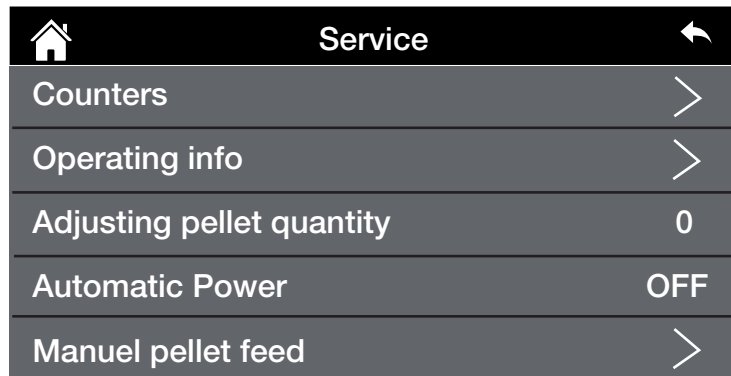 Service
Counters
Operating info
Adjusting pellet quantity 0
Automatic Power OFF
Manuel pellet feed